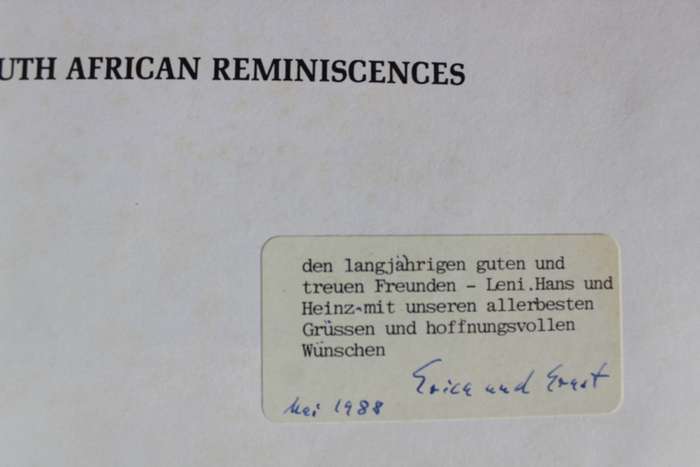 UTH AFRICAN REMINISCENCES
den langjährigen guten und
treuen Freunden - Leni.Hans und
Heinz-mit unseren allerbesten
Grüssen und hoffnungsvollen
Wünschen
Erica und Ernst
Mai 1988